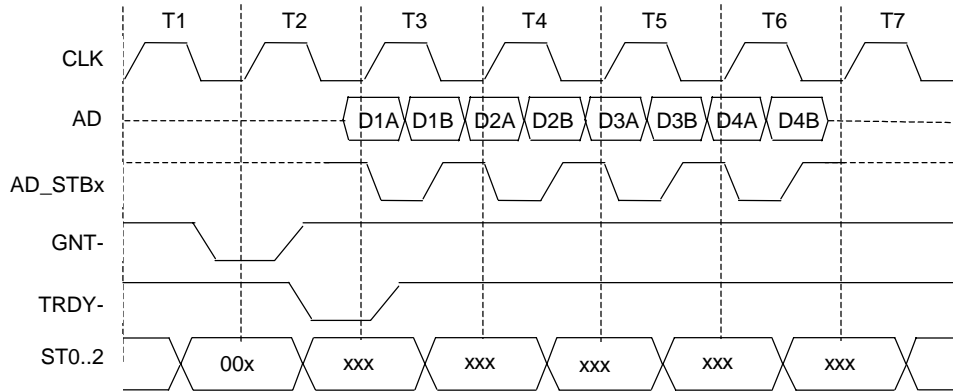 T1 T2 T3 T4 T5 T6 T7
CLK
AD D1A D1B D2A D2B D3A D3B D4A D4B
AD_STBx
GNT-
TRDY-
ST0..2 00x xxx xxx xxx xxx xxx